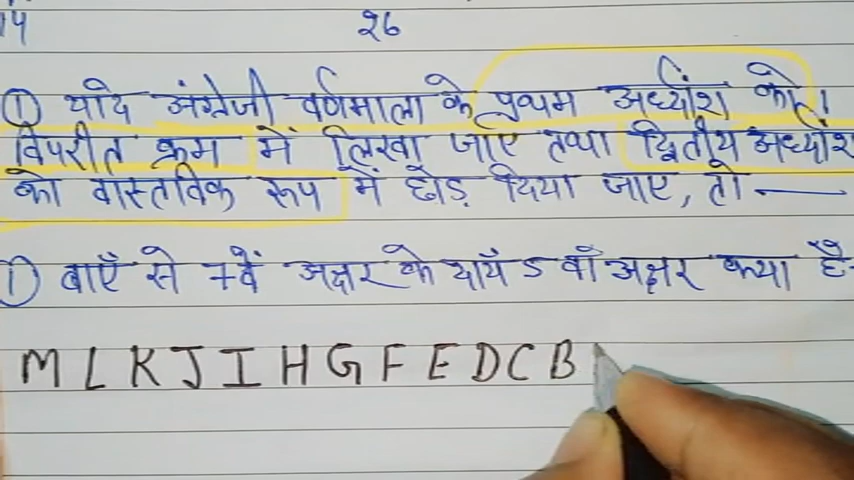 14 २६
① यदि अंग्रेजी वर्णमाला के प्रथम अर्ध्यांश को
विपरीत क्रम में लिखा जाए तथा द्वितीय अर्ध्यांश
को वास्तविक रूप में छोड़ दिया जाए, तो —
① बाएँ से 7वें अक्षर के दायें 5 वाँ अक्षर क्या है-
M L K J I H G F E D C B